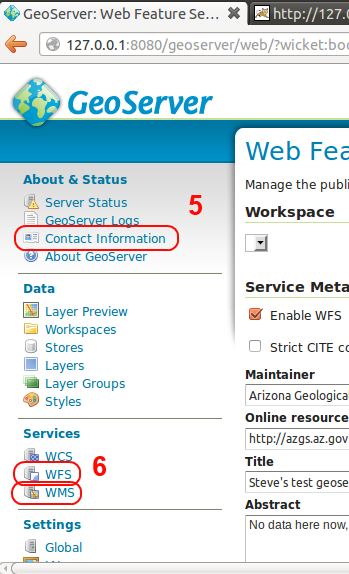 GeoServer: Web Feature Se...
http://127.0
127.0.0.1:8080/geoserver/web/?wicket:boo
GeoServer
About & Status
Server Status
GeoServer Logs
Contact Information
About GeoServer
5
Data
Layer Preview
Workspaces
Stores
Layers
Layer Groups
Styles
Services
WCS
WFS
WMS
6
Settings
Global
Web Fea
Manage the publi
Workspace
Service Meta
Enable WFS
Strict CITE co
Maintainer
Arizona Geological
Online resource
http://azgs.az.gov
Title
Steve's test geose
Abstract
No data here now,